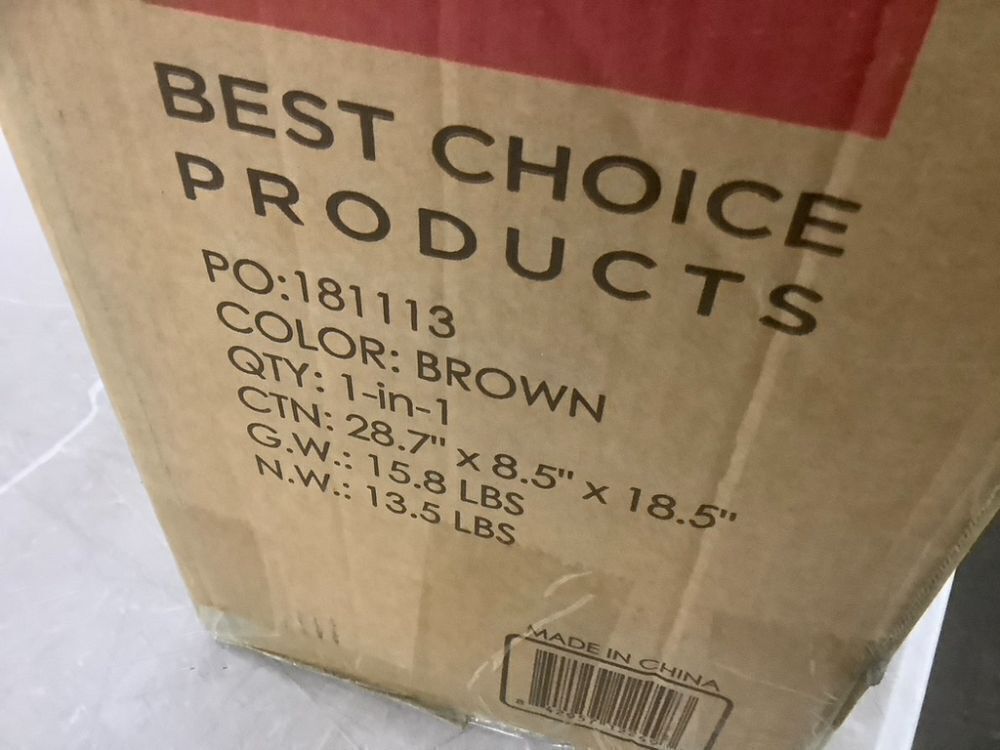 BEST CHOICE
PRODUCTS
PO:181113
COLOR: BROWN
QTY: 1-in-1
CTN: 28.7" x 8.5" x 18.5"
G.W.: 15.8 LBS
N.W.: 13.5 LBS
MADE IN CHINA